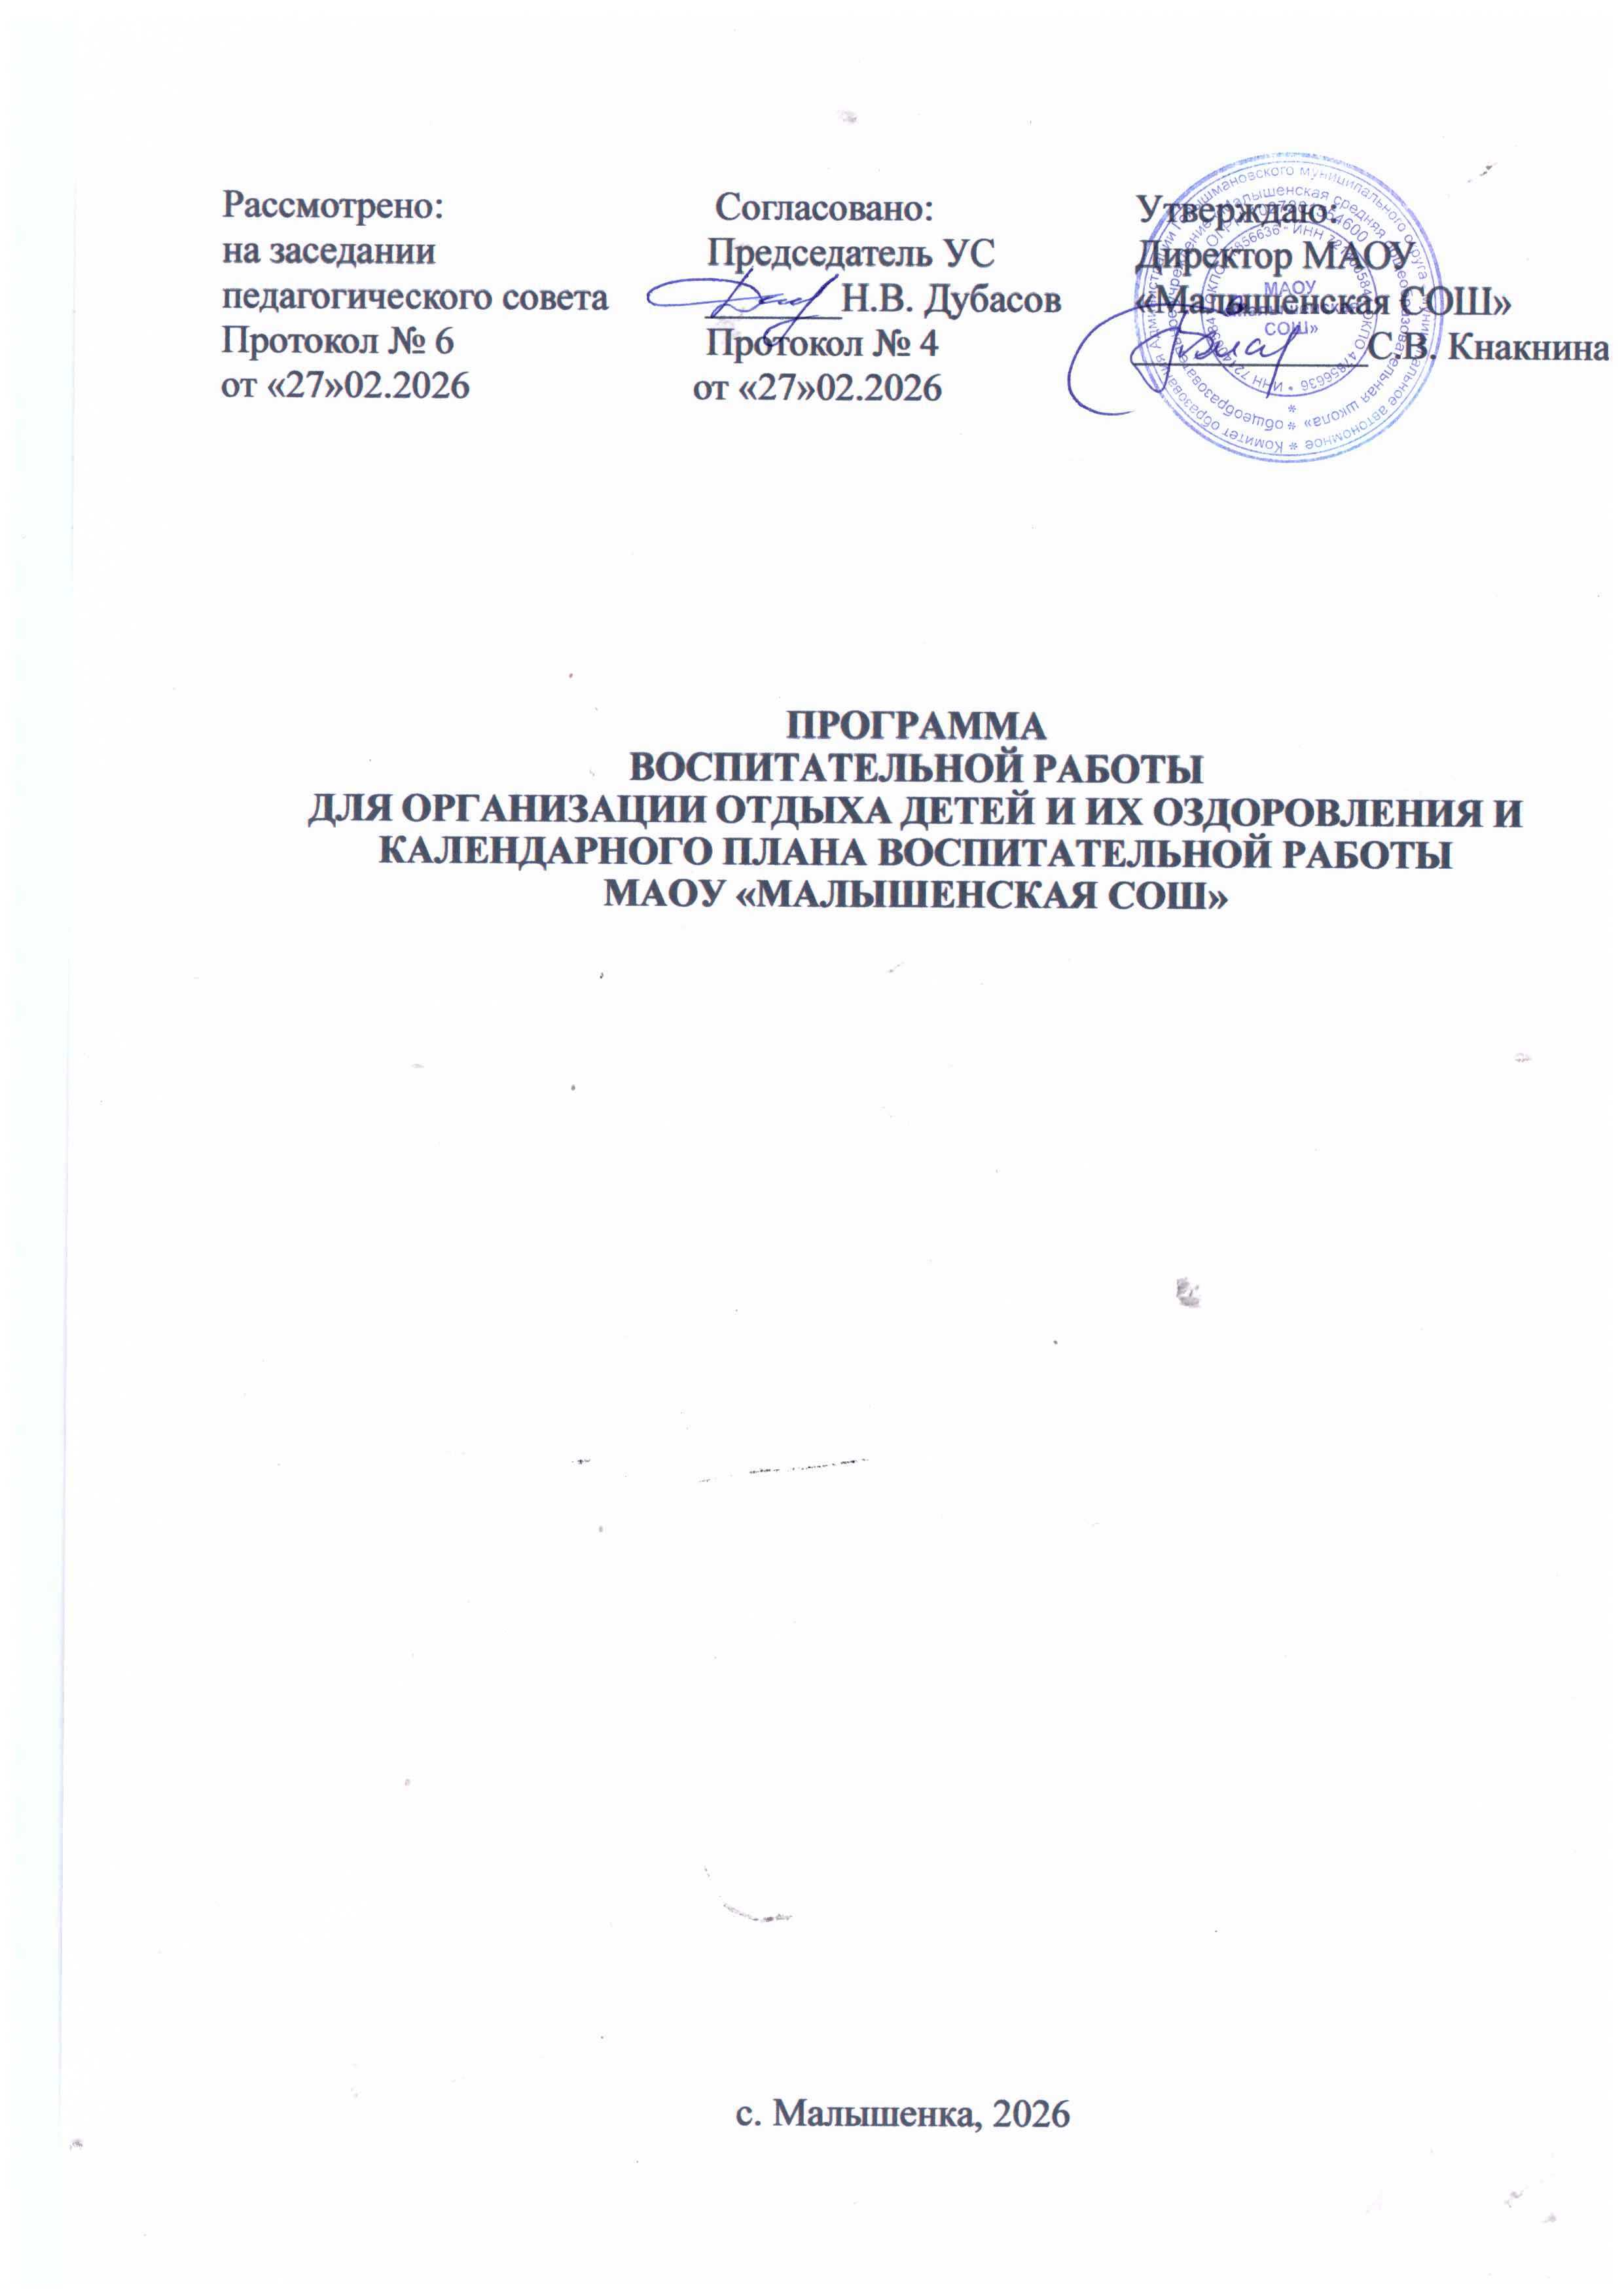 Рассмотрено:
на заседании
педагогического совета
Протокол № 6
от «27»02.2026
Согласовано:
Председатель УС
Н.В. Дубасов
Протокол № 4
от «27»02.2026
Утверждаю:
Директор МАОУ
«Малышенская СОШ»
С.В. Кнакнина
МАОУ
СОШ»
ПРОГРАММА
ВОСПИТАТЕЛЬНОЙ РАБОТЫ
ДЛЯ ОРГАНИЗАЦИИ ОТДЫХА ДЕТЕЙ И ИХ ОЗДОРОВЛЕНИЯ И
КАЛЕНДАРНОГО ПЛАНА ВОСПИТАТЕЛЬНОЙ РАБОТЫ
МАОУ «МАЛЫШЕНСКАЯ СОШ»
с. Малышенка, 2026